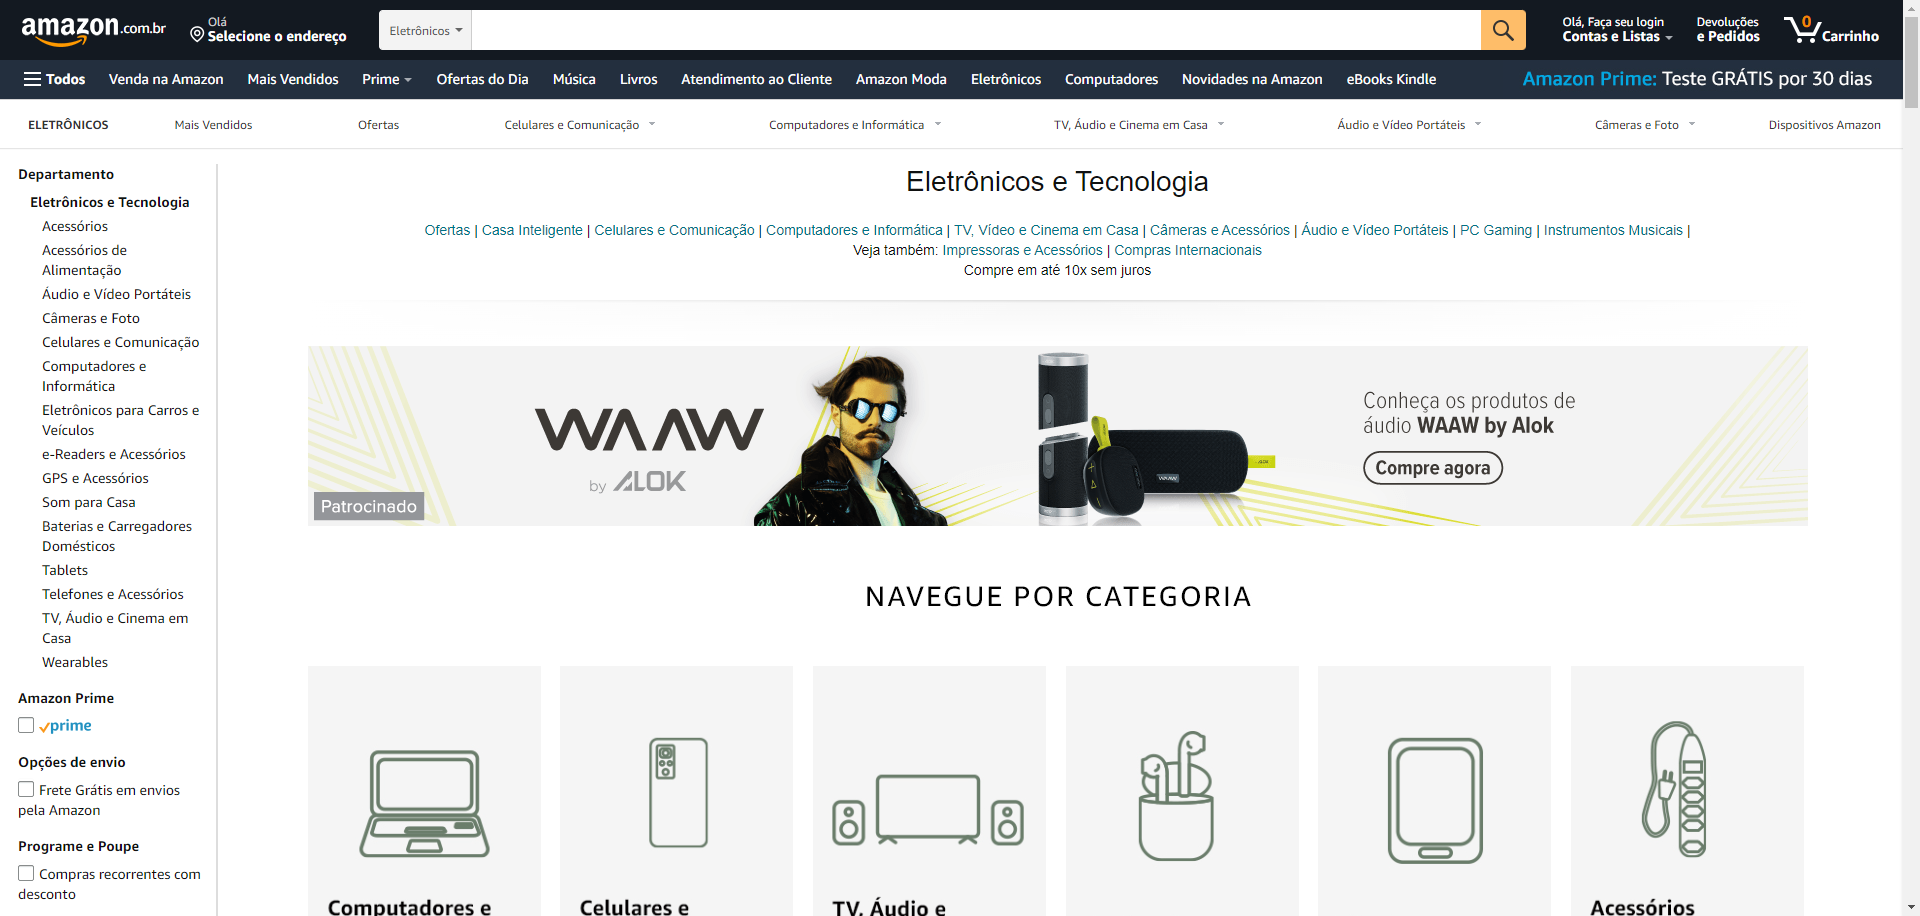 amazon.com.br
Olá
Selecione o endereço
Eletrônicos
Olá, Faça seu login
Contas e Listas
Devoluções
e Pedidos
0
Carrinho
Todos
Venda na Amazon
Mais Vendidos
Prime
Ofertas do Dia
Música
Livros
Atendimento ao Cliente
Amazon Moda
Eletrônicos
Computadores
Novidades na Amazon
eBooks Kindle
Amazon Prime: Teste GRÁTIS por 30 dias
ELETRÔNICOS
Mais Vendidos
Ofertas
Celulares e Comunicação
Computadores e Informática
TV, Áudio e Cinema em Casa
Áudio e Vídeo Portáteis
Câmeras e Foto
Dispositivos Amazon
Departamento
Eletrônicos e Tecnologia
Acessórios
Acessórios de
Alimentação
Áudio e Vídeo Portáteis
Câmeras e Foto
Celulares e Comunicação
Computadores e
Informática
Eletrônicos para Carros e
Veículos
e-Readers e Acessórios
GPS e Acessórios
Som para Casa
Baterias e Carregadores
Domésticos
Tablets
Telefones e Acessórios
TV, Áudio e Cinema em
Casa
Wearables
Amazon Prime
prime
Opções de envio
Frete Grátis em envios
pela Amazon
Programe e Poupe
Compras recorrentes com
desconto
Eletrônicos e Tecnologia
Ofertas | Casa Inteligente | Celulares e Comunicação | Computadores e Informática | TV, Vídeo e Cinema em Casa | Câmeras e Acessórios | Áudio e Vídeo Portáteis | PC Gaming | Instrumentos Musicais |
Veja também: Impressoras e Acessórios | Compras Internacionais
Compre em até 10x sem juros
WAAW
by ALOK
Patrocinado
WAAW
Conheça os produtos de
áudio WAAW by Alok
Compre agora
NAVEGUE POR CATEGORIA
Computadores e
Celulares e
TV, Áudio e
Acessórios